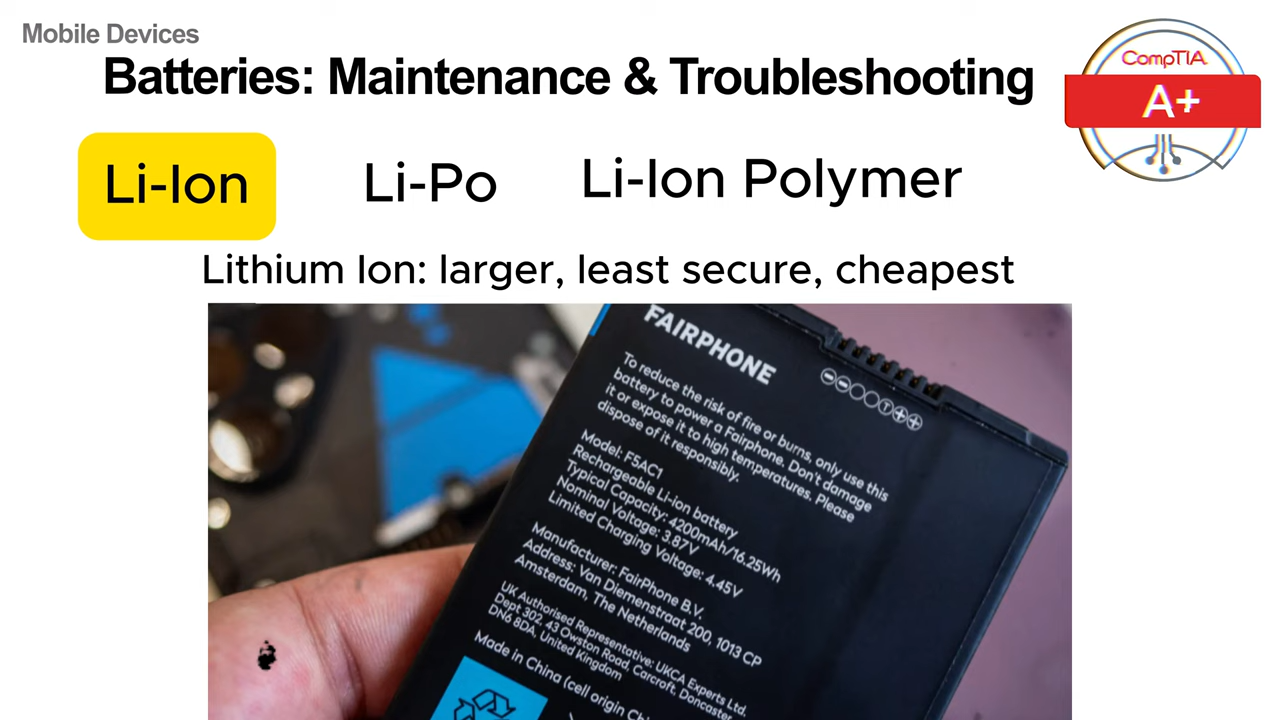 Mobile Devices
Batteries: Maintenance & Troubleshooting
CompTIA
A+
Li-Ion
Li-Po
Li-Ion Polymer
Lithium Ion: larger, least secure, cheapest
FAIRPHONE
To reduce the risk of fire or burns, only use this
battery to power a Fairphone. Don't damage
it or expose it to high temperatures. Please
dispose of it responsibly.
Model: F5AC1
Rechargeable Li-ion battery
Typical Capacity: 4200mAh/16.25Wh
Nominal Voltage: 3.87V
Limited Charging Voltage: 4.45V
Manufacturer: FairPhone B.V.
Address: Van Diemenstraat 200, 1013 CP
Amsterdam, The Netherlands
UK Authorised Representative: UKCA Experts Ltd.
Dept 302, 43 Owston Road, Carcroft, Doncaster
DN6 8DA, United Kingdom
Made in China (cell origin